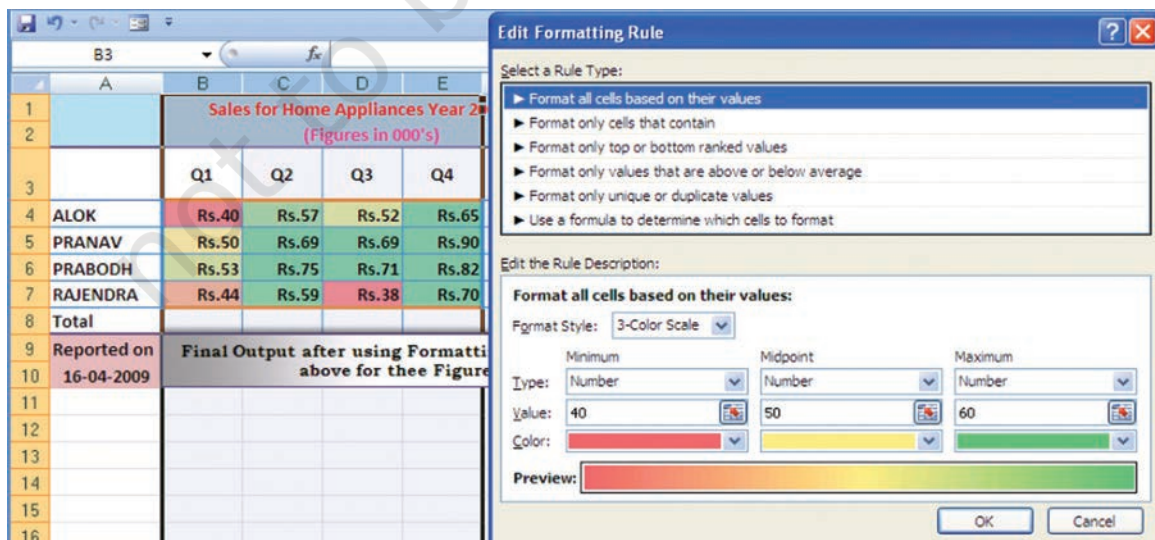 B3
fx
A B C D E
1 Sales for Home Appliances Year 2
2 (Figures in 000's)
3 Q1 Q2 Q3 Q4
4 ALOK Rs.40 Rs.57 Rs.52 Rs.65
5 PRANAV Rs.50 Rs.69 Rs.69 Rs.90
6 PRABODH Rs.53 Rs.75 Rs.71 Rs.82
7 RAJENDRA Rs.44 Rs.59 Rs.38 Rs.70
8 Total
9 Reported on Final Output after using Formatti
10 16-04-2009 above for thee Figure
11
12
13
14
15
16
not to b
Edit Formatting Rule
Select a Rule Type:
► Format all cells based on their values
► Format only cells that contain
► Format only top or bottom ranked values
► Format only values that are above or below average
► Format only unique or duplicate values
► Use a formula to determine which cells to format
Edit the Rule Description:
Format all cells based on their values:
Format Style: 3-Color Scale
Minimum Midpoint Maximum
Type: Number Number Number
Value: 40 50 60
Color:
Preview:
OK Cancel